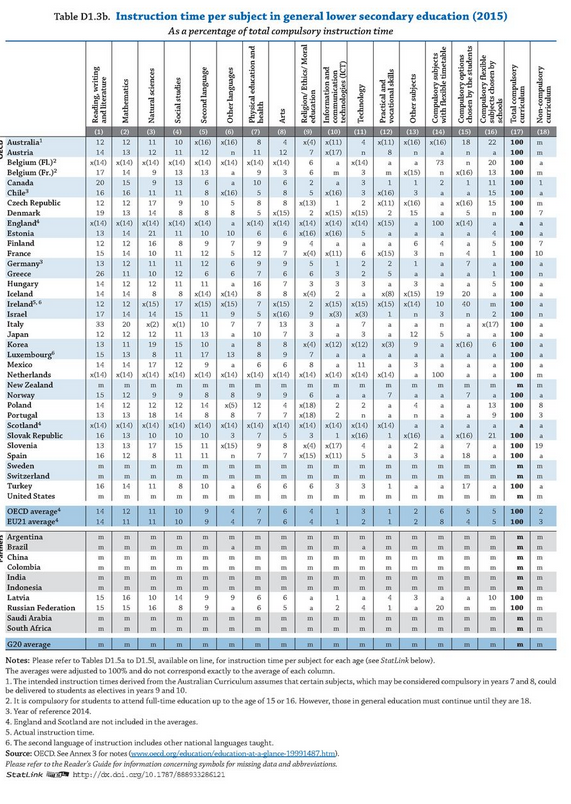 Table D1.3b. Instruction time per subject in general lower secondary education (2015)
As a percentage of total compulsory instruction time
Reading, writing and literature | Mathematics | Natural sciences | Social studies | Second language | Other languages | Physical education and health | Arts | Religion/ Ethics/ Moral education | Information and communication technologies (ICT) | Technology | Practical and vocational skills | Other subjects | Compulsory subjects with flexible timetable | Compulsory options chosen by the students | Compulsory flexible subjects chosen by schools | Total compulsory curriculum | Non-compulsory curriculum
(1) (2) (3) (4) (5) (6) (7) (8) (9) (10) (11) (12) (13) (14) (15) (16) (17) (18)
OECD
Australia1 12 12 11 10 x(16) x(16) 8 8 x(4) x(11) 4 x(11) x(16) x(16) 18 22 100 m
Austria 14 13 12 12 11 n 11 12 7 x(17) n 8 n a n a 100 m
Belgium (Fl.)2 x(14) x(14) x(14) x(14) x(14) x(14) x(14) x(14) 6 a x(14) a a 73 n 20 100 a
Belgium (Fr.)2 17 14 9 13 13 a 9 3 6 m 3 m x(15) n x(16) 13 100 m
Canada 20 15 9 13 6 a 10 6 2 a 3 1 1 2 1 11 100 1
Chile3 16 16 11 11 8 x(16) 5 8 5 x(16) 3 x(16) 3 a a 15 100 a
Czech Republic 12 12 17 9 10 5 8 8 x(13) 1 2 x(11) x(16) a x(16) 15 100 m
Denmark 19 13 14 8 8 8 5 x(15) 2 x(15) x(15) 2 15 a 5 n 100 7
England4 x(14) x(14) x(14) x(14) x(14) a x(14) x(14) x(14) x(14) x(14) x(15) a 100 x(14) a a a
Estonia 13 14 21 11 10 10 6 6 x(16) x(16) 5 a a a a 4 100 a
Finland 12 12 16 8 9 7 9 9 4 a a a 6 4 a 5 100 7
France 15 14 10 11 12 5 12 7 x(4) x(11) 6 x(15) 3 n 4 1 100 10
Germany3 13 12 11 11 12 6 9 9 5 1 2 2 1 a 7 a 100 a
Greece 26 11 10 12 6 6 7 6 6 3 2 5 a a a a 100 n
Hungary 14 12 12 11 11 a 16 7 3 3 3 a 3 a a 5 100 a
Iceland 14 14 8 8 x(14) x(14) 8 8 x(4) 2 a x(8) x(15) 19 20 a 100 a
Ireland5, 6 12 12 x(15) 17 x(15) x(15) 7 x(15) 2 x(15) x(15) x(15) x(14) 10 40 m 100 a
Israel 17 14 14 15 11 9 5 x(16) 9 x(3) x(3) 1 n 3 n 2 100 n
Italy 33 20 x(2) x(1) 10 7 7 13 3 a 7 a a n a x(17) 100 a
Japan 12 12 12 11 13 a 10 7 3 a 3 a 12 5 a a 100 m
Korea 13 11 19 15 10 a 8 8 x(4) x(12) x(12) x(3) 9 a x(16) 6 100 a
Luxembourg6 15 13 8 11 17 13 8 9 7 a a a a a a a 100 a
Mexico 14 14 17 12 9 a 6 6 a 8 a 11 3 a a a 100 a
Netherlands x(14) x(14) x(14) x(14) x(14) x(14) x(14) x(14) x(14) x(14) x(14) x(14) a 100 a a 100 m
New Zealand m m m m m m m m m m m m m m m m m m
Norway 15 12 9 9 8 8 9 9 6 a a 7 a a 7 a 100 a
Poland 14 12 12 12 14 x(5) 12 4 x(18) 2 2 a 4 a a 13 100 8
Portugal 13 13 18 14 8 8 7 7 x(18) 2 n a n a a 9 100 3
Scotland4 x(14) x(14) x(14) x(14) x(14) x(14) x(14) x(14) x(14) x(14) x(14) x(14) a a a a a a
Slovak Republic 16 13 10 10 10 3 7 5 3 1 x(16) 1 x(16) a x(15) 21 100 a
Slovenia 13 13 17 15 11 x(15) 9 8 x(4) x(11) 4 a 2 a 7 a 100 19
Spain 16 12 8 11 11 n 7 7 x(15) x(17) 5 a 3 a 18 a 100 a
Sweden m m m m m m m m m m m m m m m m m m
Switzerland m m m m m m m m m m m m m m m m m m
Turkey 16 14 11 8 10 a 6 6 6 3 3 1 a a 17 a 100 a
United States m m m m m m m m m m m m m m m m m m
OECD average4 14 12 11 10 9 4 7 6 4 1 3 1 2 6 5 5 100 2
EU21 average4 14 11 11 10 9 4 7 6 4 1 2 1 2 8 4 5 100 3
Partners
Argentina m m m m m m m m m m m m m m m m m m
Brazil m m m m m a m m m m a m m m m m m m
China m m m m m m m m m m m m m m m m m m
Colombia m m m m m m m m m m m m m m m m m m
India m m m m m m m m m m m m m m m m m m
Indonesia m m m m m m m m m m m m m m m m m m
Latvia 15 16 10 14 9 9 6 6 a 1 a 4 3 a a 10 100 m
Russian Federation 15 15 16 8 9 a 6 5 a 2 4 1 a 20 m m 100 m
Saudi Arabia m m m m m m m m m m m m m m m m m m
South Africa m m m m m m m m m m m m m m m m m m
G20 average m m m m m m m m m m m m m m m m m m
Notes: Please refer to Tables D1.5a to D1.5l, available on line, for instruction time per subject for each age (see StatLink below).
The averages were adjusted to 100% and do not correspond exactly to the average of each column.
1. The intended instruction times derived from the Australian Curriculum assumes that certain subjects, which may be considered compulsory in years 7 and 8, could
be delivered to students as electives in years 9 and 10.
2. It is compulsory for students to attend full-time education up to the age of 15 or 16. However, those in general education must continue until they are 18.
3. Year of reference 2014.
4. England and Scotland are not included in the averages.
5. Actual instruction time.
6. The second language of instruction includes other national languages taught.
Source: OECD. See Annex 3 for notes (www.oecd.org/education/education-at-a-glance-19991487.htm).
Please refer to the Reader's Guide for information concerning symbols for missing data and abbreviations.
StatLink http://dx.doi.org/10.1787/888933286121